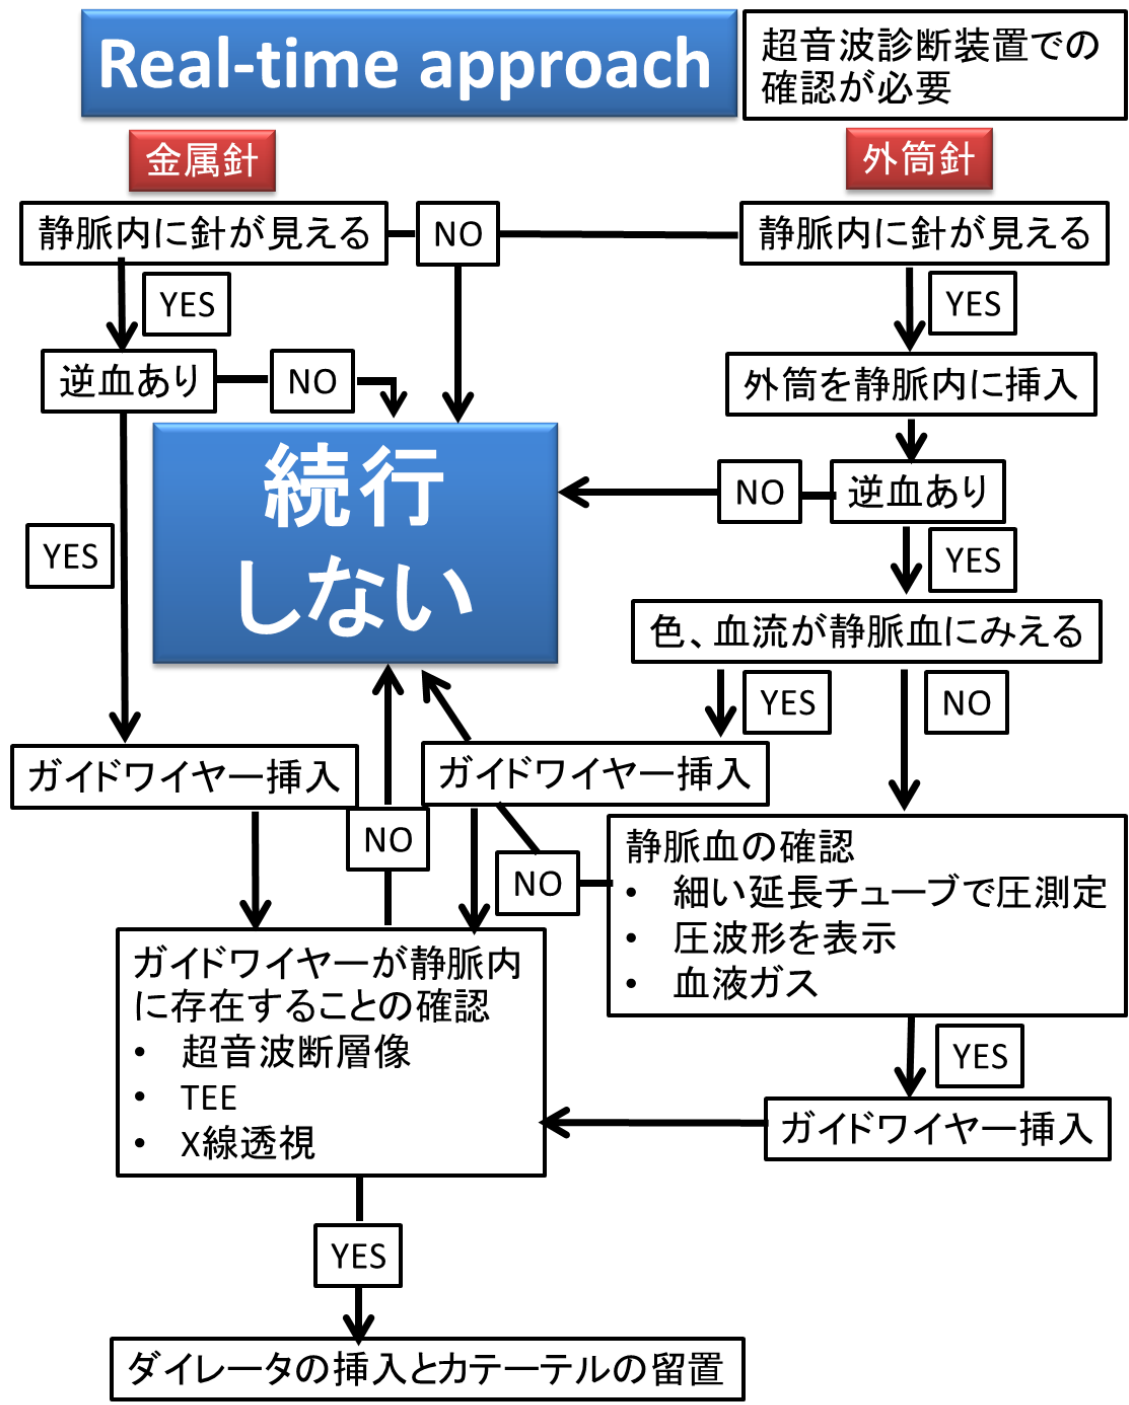 Real-time approach
超音波診断装置での
確認が必要
金属針
外筒針
静脈内に針が見える
NO
静脈内に針が見える
YES
YES
逆血あり
NO
外筒を静脈内に挿入
続行
しない
NO
逆血あり
YES
YES
色、血流が静脈血にみえる
YES
NO
ガイドワイヤー挿入
ガイドワイヤー挿入
NO
NO
静脈血の確認
• 細い延長チューブで圧測定
• 圧波形を表示
• 血液ガス
ガイドワイヤーが静脈内
に存在することの確認
• 超音波断層像
• TEE
• X線透視
YES
ガイドワイヤー挿入
YES
ダイレータの挿入とカテーテルの留置